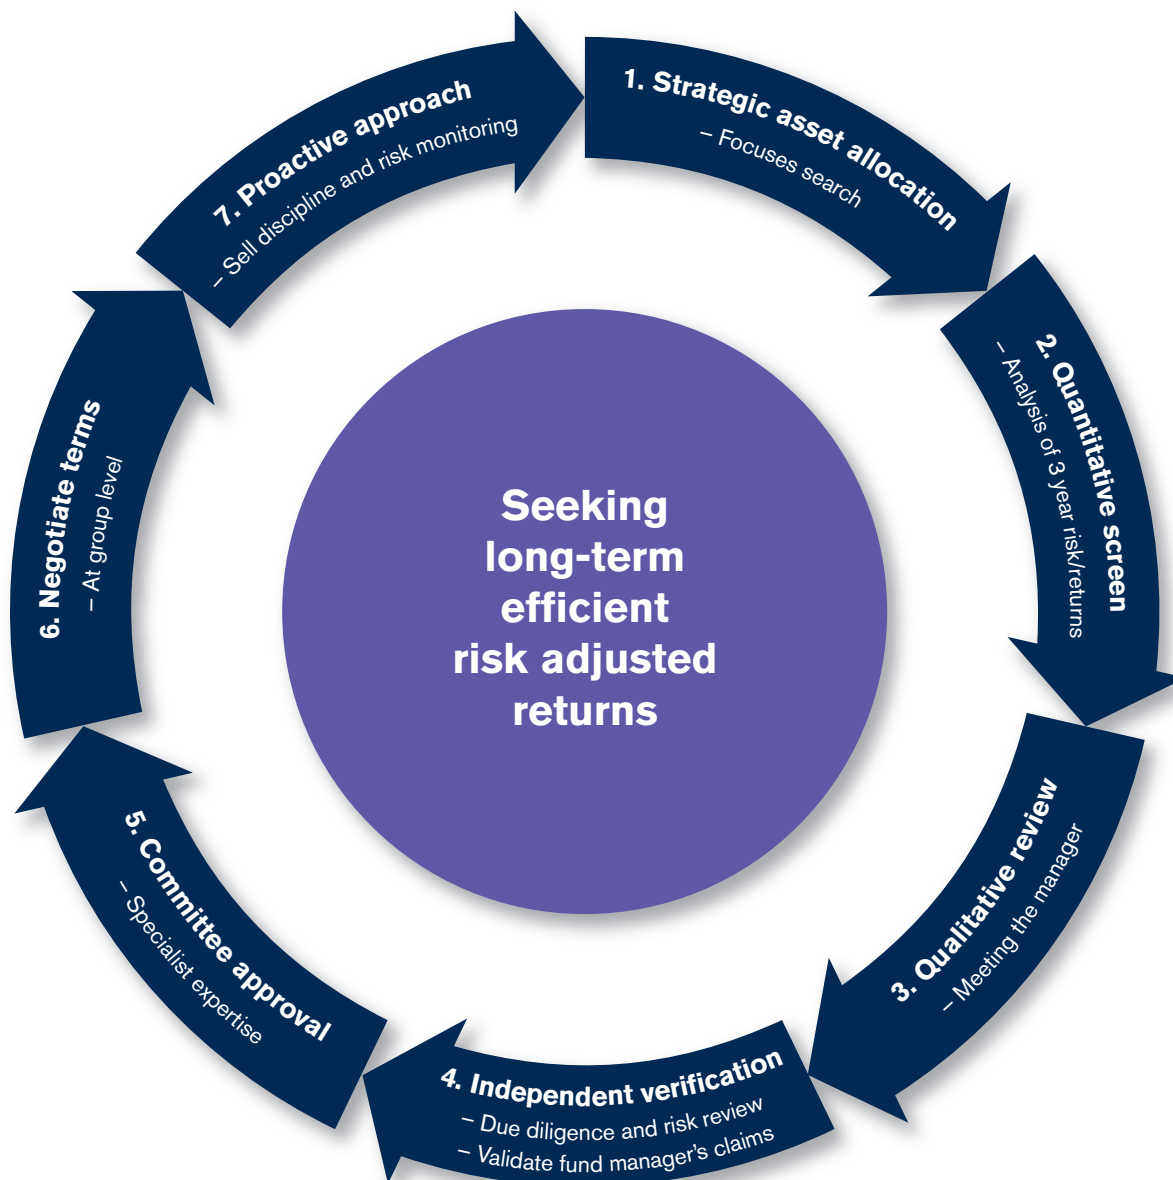 1. Strategic asset allocation
– Focuses search
2. Quantitative screen
– Analysis of 3 year risk/returns
3. Qualitative review
– Meeting the manager
4. Independent verification
– Due diligence and risk review
– Validate fund manager's claims
5. Committee approval
– Specialist expertise
6. Negotiate terms
– At group level
7. Proactive approach
– Sell discipline and risk monitoring
Seeking
long-term
efficient
risk adjusted
returns